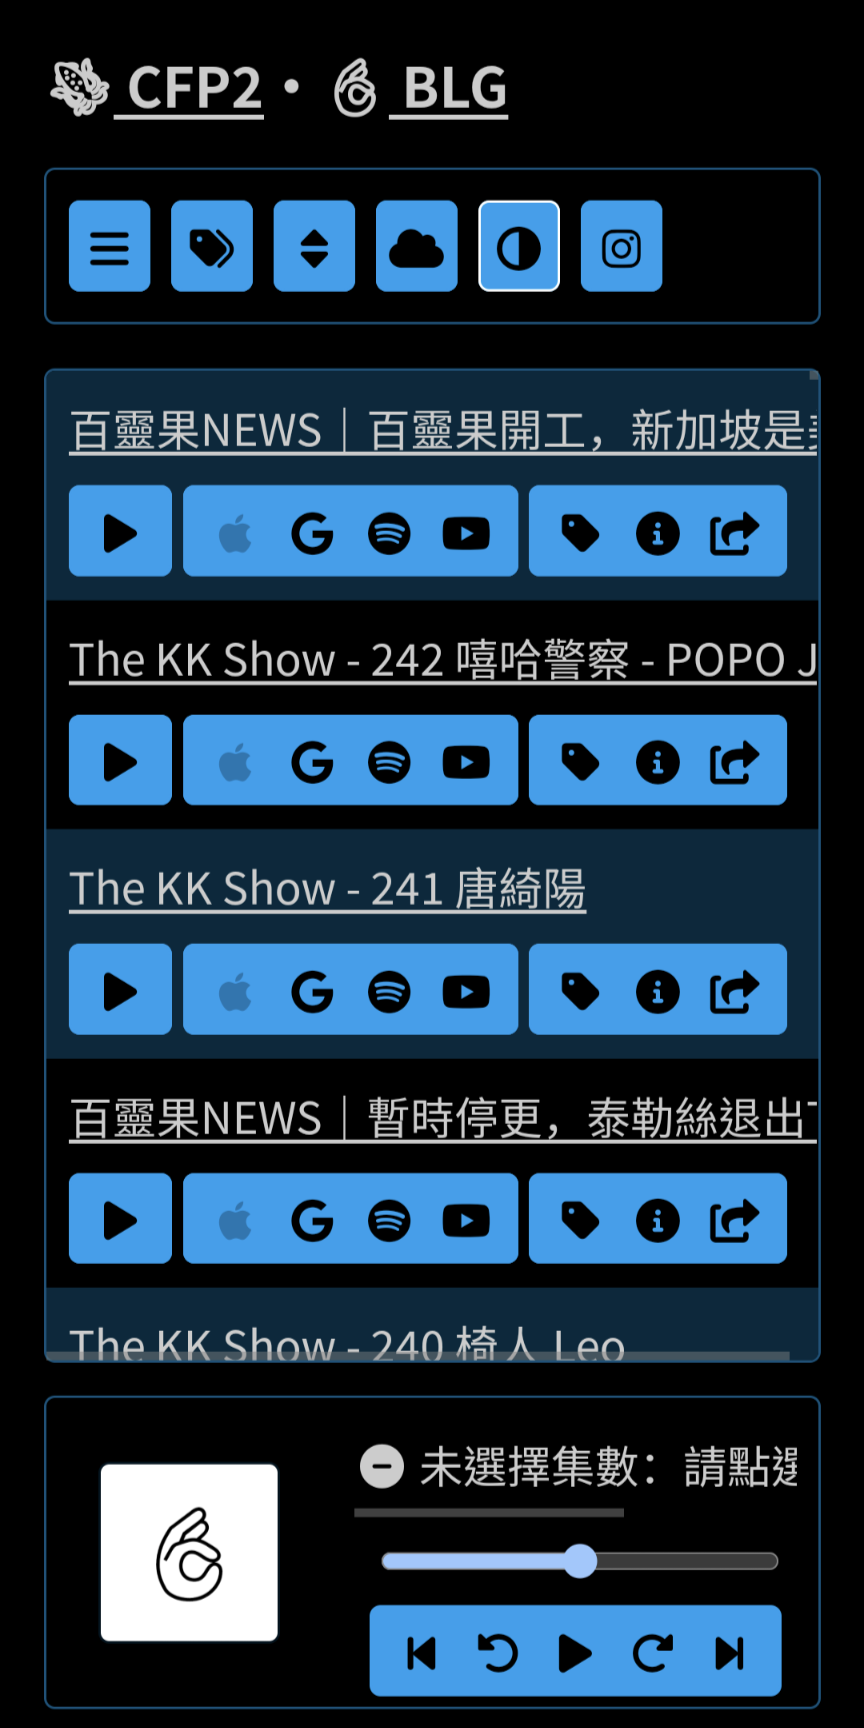 CFP2 • BLG
百靈果NEWS｜百靈果開工，新加坡是
The KK Show - 242 嘻哈警察 - POPO J
The KK Show - 241 唐綺陽
百靈果NEWS｜暫時停更，泰勒絲退出
The KK Show - 240 椅人 Leo
未選擇集數：請點選